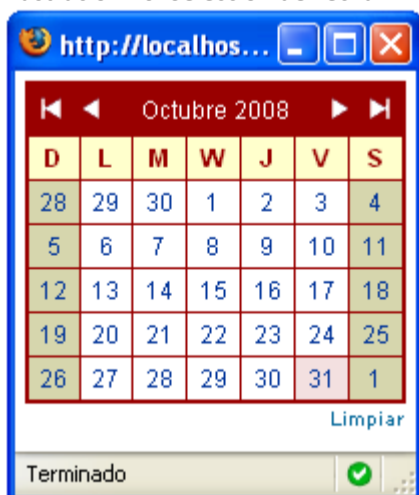 http://localhos...
Octubre 2008
D L M W J V S
28 29 30 1 2 3 4
5 6 7 8 9 10 11
12 13 14 15 16 17 18
19 20 21 22 23 24 25
26 27 28 29 30 31 1
Limpiar
Terminado